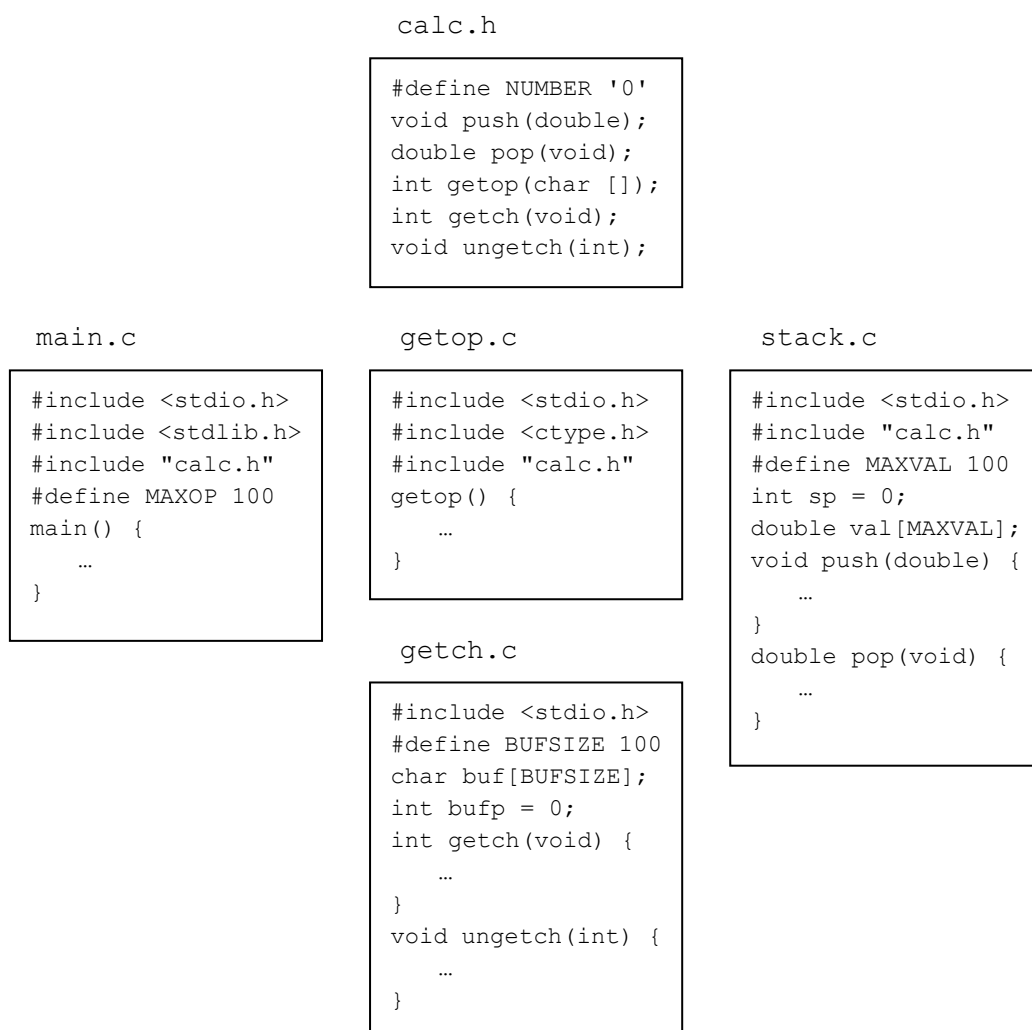 calc.h
#define NUMBER '0'
void push(double);
double pop(void);
int getop(char []);
int getch(void);
void ungetch(int);
main.c
#include <stdio.h>
#include <stdlib.h>
#include "calc.h"
#define MAXOP 100
main() {
…
}
getop.c
#include <stdio.h>
#include <ctype.h>
#include "calc.h"
getop() {
…
}
getch.c
#include <stdio.h>
#define BUFSIZE 100
char buf[BUFSIZE];
int bufp = 0;
int getch(void) {
…
}
void ungetch(int) {
…
}
stack.c
#include <stdio.h>
#include "calc.h"
#define MAXVAL 100
int sp = 0;
double val[MAXVAL];
void push(double) {
…
}
double pop(void) {
…
}